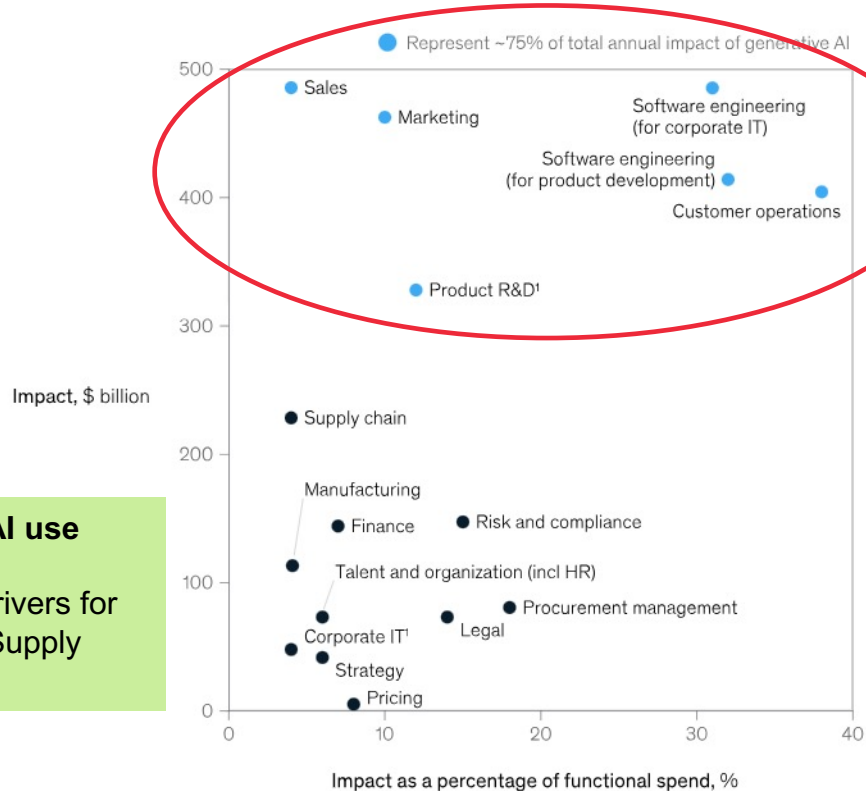 Represent ~75% of total annual impact of generative AI
500
Sales
Marketing
Software engineering
(for corporate IT)
Software engineering
(for product development)
400
Customer operations
Product R&D¹
300
Impact, $ billion
Supply chain
200
Manufacturing
AI use
Finance
Risk and compliance
rivers for
Supply
Talent and organization (incl HR)
100
Procurement management
Legal
Corporate IT¹
Strategy
Pricing
0
0
10
20
30
40
Impact as a percentage of functional spend, %